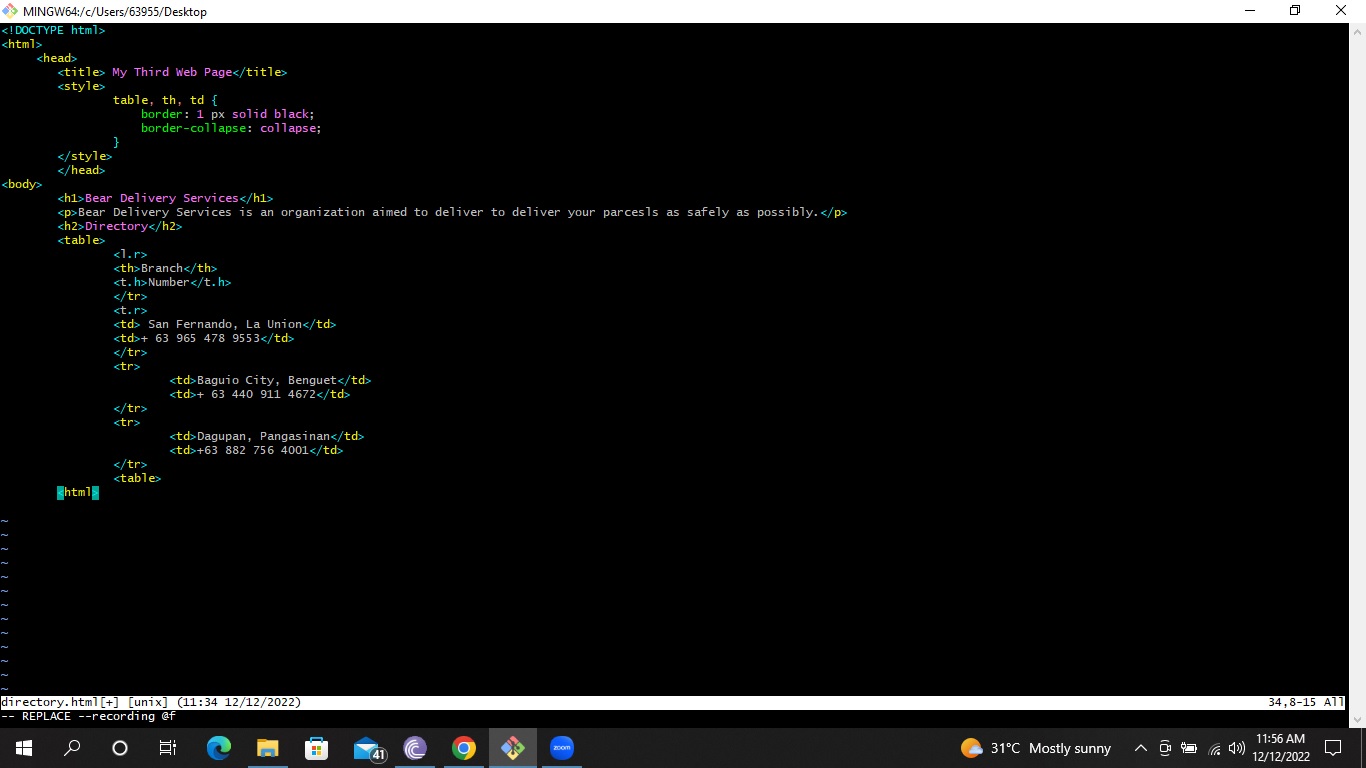 MINGW64:/c/Users/63955/Desktop
<!DOCTYPE html>
<html>
<head>
<title> My Third Web Page</title>
<style>
table, th, td {
border: 1 px solid black;
border-collapse: collapse;
}
</style>
</head>
<body>
<h1>Bear Delivery Services</h1>
<p>Bear Delivery Services is an organization aimed to deliver to deliver your parcesls as safely as possibly.</p>
<h2>Directory</h2>
<table>
<l.r>
<th>Branch</th>
<t.h>Number</t.h>
</tr>
<t.r>
<td> San Fernando, La Union</td>
<td>+ 63 965 478 9553</td>
</tr>
<tr>
<td>Baguio City, Benguet</td>
<td>+ 63 440 911 4672</td>
</tr>
<tr>
<td>Dagupan, Pangasinan</td>
<td>+63 882 756 4001</td>
</tr>
<table>
<html>
~
~
~
~
~
~
~
~
~
~
~
~
~
directory.html[+] [unix] (11:34 12/12/2022) 34,8-15 All
-- REPLACE --recording @f
41
zoom
31°C Mostly sunny
11:56 AM
12/12/2022